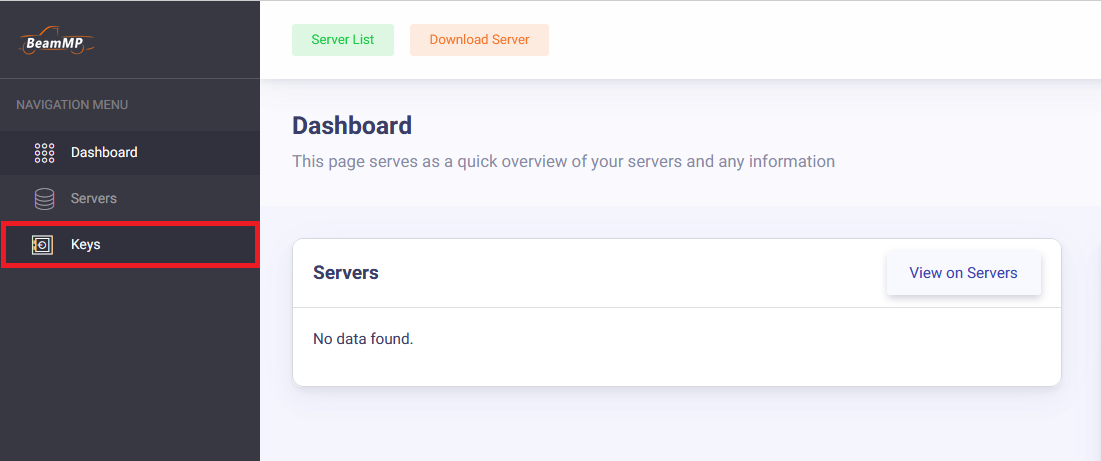 BeamMP
Server List
Download Server
NAVIGATION MENU
Dashboard
Servers
Keys
Dashboard
This page serves as a quick overview of your servers and any information
Servers
View on Servers
No data found.